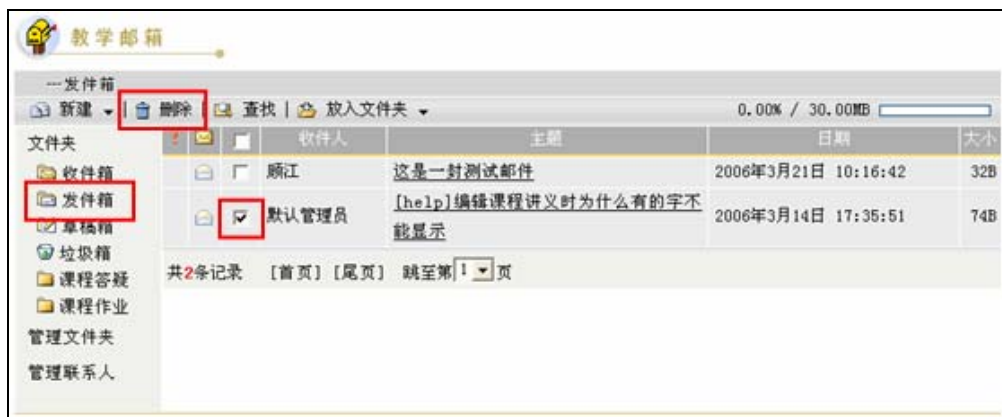 教学邮箱
--发件箱
新建 | 删除 | 查找 | 放入文件夹 0.00% / 30.00MB
文件夹
收件箱
发件箱
草稿箱
垃圾箱
课程答疑
课程作业
管理文件夹
管理联系人
! 收件人 主题 日期 大小
顾江 这是一封测试邮件 2006年3月21日 10:16:42 32B
默认管理员 [help]编辑课程讲义时为什么有的字不
能显示 2006年3月14日 17:35:51 74B
共2条记录 [首页] [尾页] 跳至第1页